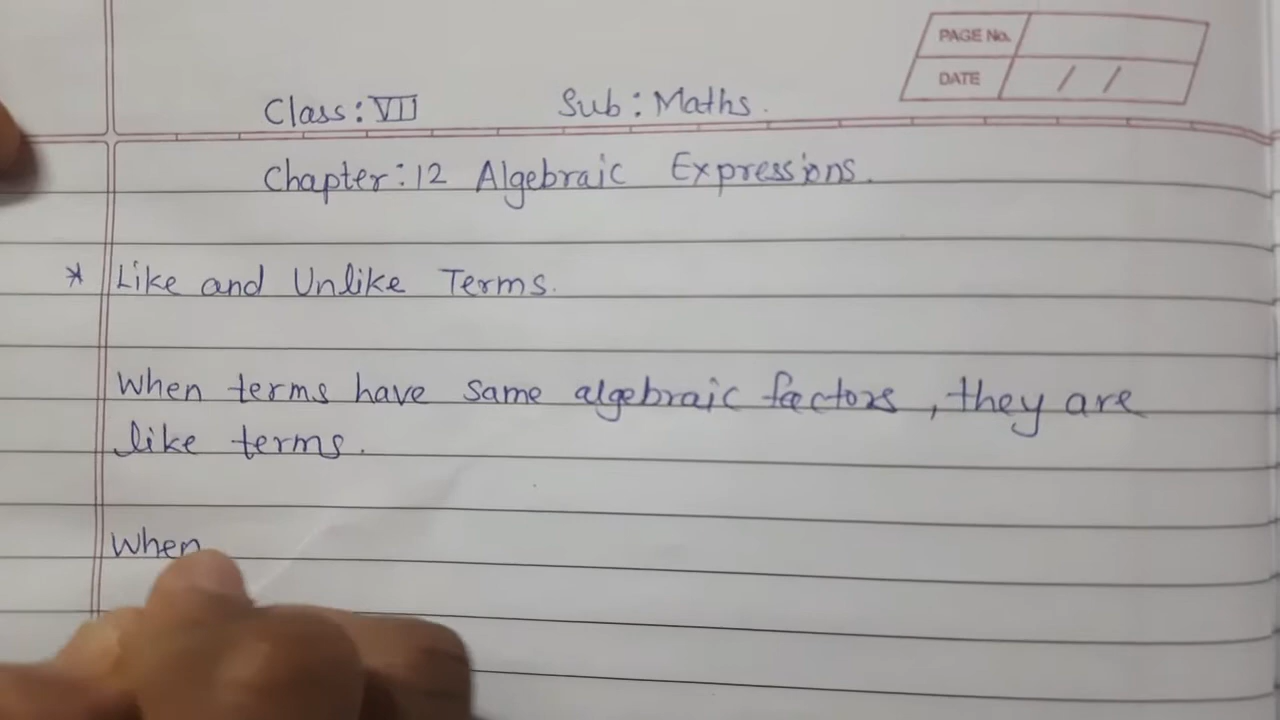 PAGE No.
DATE / /
Class: VII Sub: Maths.
Chapter: 12 Algebraic Expressions.
* Like and Unlike Terms.
When terms have same algebraic factors, they are
like terms.
When